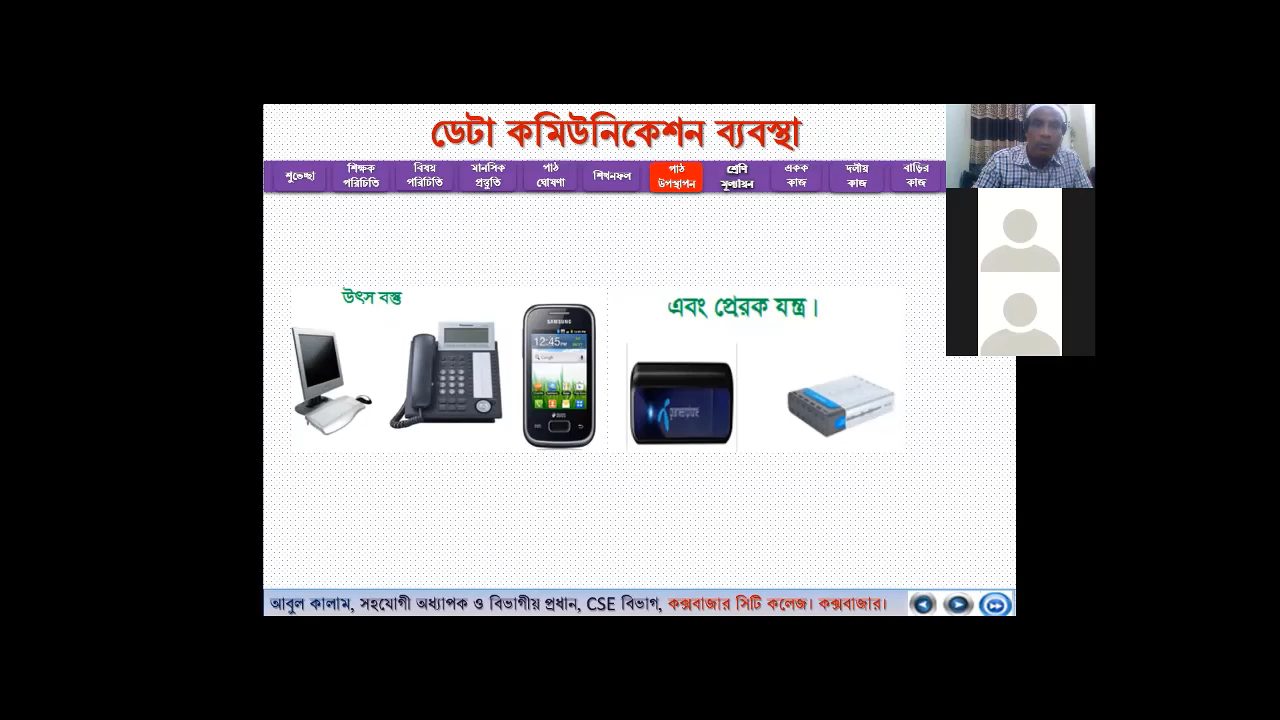 ডেটা কমিউনিকেশন ব্যবস্থা
শুভেচ্ছা
শিক্ষক
পরিচিতি
বিষয়
পরিচিতি
মানসিক
প্রস্তুতি
পাঠ
ঘোষণা
শিখনফল
পাঠ
উপস্থাপন
শ্রেণি
মূল্যায়ন
একক
কাজ
দলীয়
কাজ
বাড়ির
কাজ
উৎস বস্তু
এবং প্রেরক যন্ত্র।
SAMSUNG
12:45
আবুল কালাম, সহযোগী অধ্যাপক ও বিভাগীয় প্রধান, CSE বিভাগ, কক্সবাজার সিটি কলেজ। কক্সবাজার।